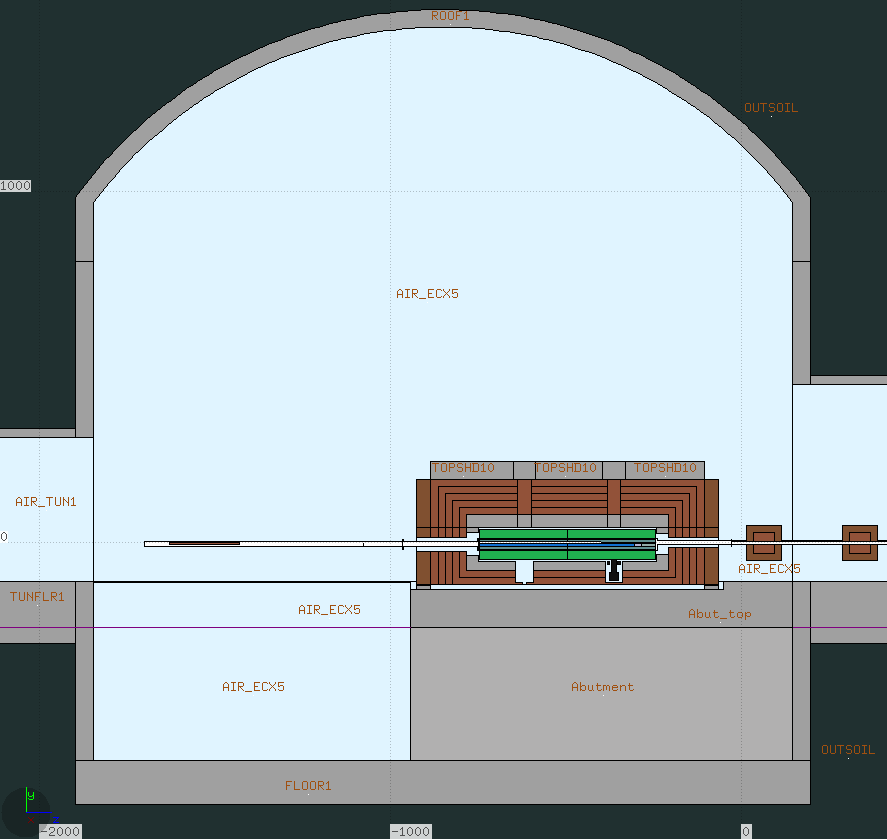 ROOF1
OUTSOIL
1000
AIR_ECX5
TOPSHD10 TOPSHD10 TOPSHD10
AIR_TUN1
0
AIR_ECX5
TUNFLR1
AIR_ECX5
Abut_top
AIR_ECX5
Abutment
OUTSOIL
FLOOR1
y
z
-2000
-1000
0